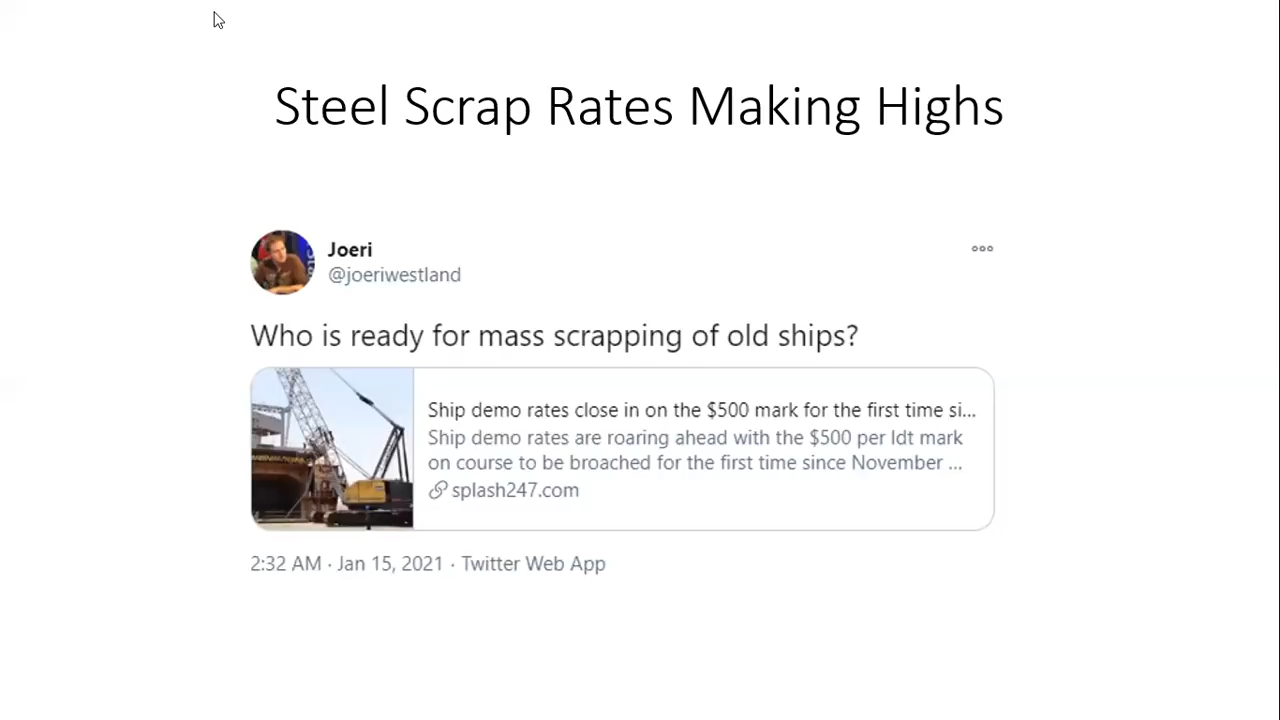 Steel Scrap Rates Making Highs
Joeri
@joeriwestland
Who is ready for mass scrapping of old ships?
Ship demo rates close in on the $500 mark for the first time si...
Ship demo rates are roaring ahead with the $500 per ldt mark
on course to be broached for the first time since November ...
splash247.com
2:32 AM · Jan 15, 2021 · Twitter Web App